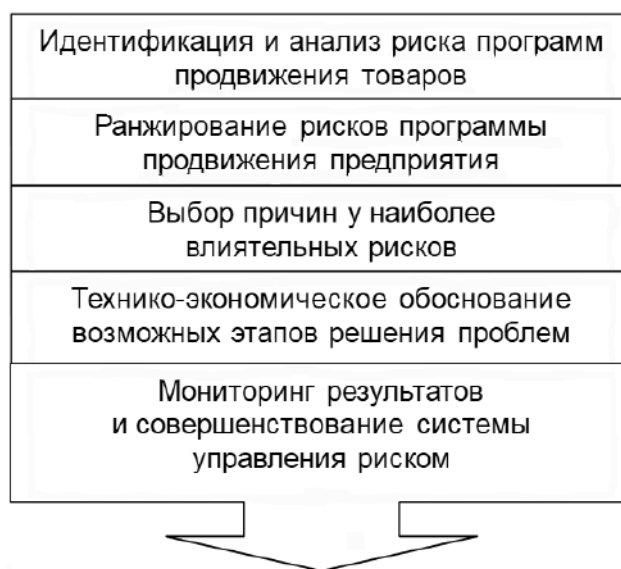 Идентификация и анализ риска программ
продвижения товаров
Ранжирование рисков программы
продвижения предприятия
Выбор причин у наиболее
влиятельных рисков
Технико-экономическое обоснование
возможных этапов решения проблем
Мониторинг результатов
и совершенствование системы
управления риском